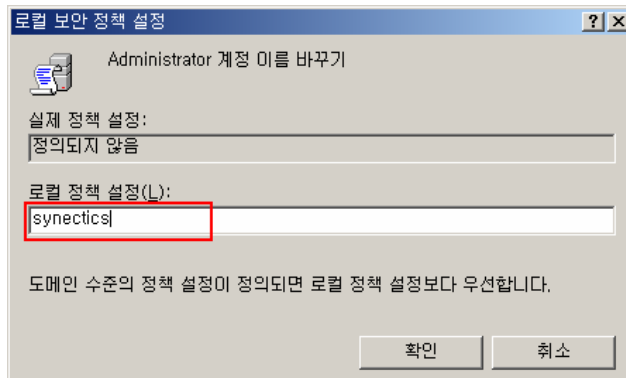 로컬 보안 정책 설정
Administrator 계정 이름 바꾸기
실제 정책 설정:
정의되지 않음
로컬 정책 설정(L):
synectics
도메인 수준의 정책 설정이 정의되면 로컬 정책 설정보다 우선합니다.
확인 취소